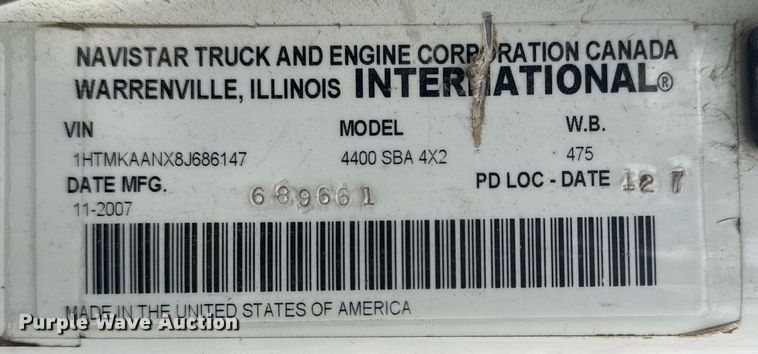 NAVISTAR TRUCK AND ENGINE CORPORATION CANADA
WARRENVILLE, ILLINOIS INTERNATIONAL®
VIN MODEL W.B.
1HTMKAANX8J686147 4400 SBA 4X2 475
DATE MFG. 689661 PD LOC - DATE 127
11-2007
MADE IN THE UNITED STATES OF AMERICA
Purple Wave Auction